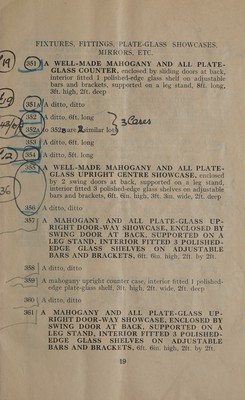 FIXTURES, FITTINGS, PLATE-GLASS SHOWCASES,
MIRRORS, ETC.
351 A WELL-MADE MAHOGANY AND ALL PLATE-
GLASS COUNTER, enclosed by sliding doors at back,
interior fitted 1 polished-edge glass shelf on adjustable
bars and brackets, supported on a leg stand, 8ft. long,
3ft. high, 2ft. deep
351 A ditto, ditto
352 A ditto, 6ft. long
3 Cases
352A to 352B are 2 similar lots
353 A ditto, 5ft. long
354 A ditto, 5ft. long
355 A WELL-MADE MAHOGANY AND ALL PLATE-
GLASS UPRIGHT CENTRE SHOWCASE, enclosed
by 2 swing doors at back, supported on a leg stand,
interior fitted 3 polished-edge glass shelves on adjustable
bars and brackets, 6ft. 6in. high, 3ft. 3in. wide, 2ft. deep
36
356 A ditto, ditto
357 A MAHOGANY AND ALL PLATE-GLASS UP-
RIGHT DOOR-WAY SHOWCASE, ENCLOSED BY
SWING DOOR AT BACK, SUPPORTED ON A
LEG STAND, INTERIOR FITTED 3 POLISHED-
EDGE GLASS SHELVES ON ADJUSTABLE
BARS AND BRACKETS, 6ft. 6in. high, 2ft. by 2ft.
358 A ditto, ditto
359 A mahogany upright counter case, interior fitted 1 polished-
edge plate-glass shelf, 3ft. high, 2ft. wide, 2ft. deep
360 A ditto, ditto
361 A MAHOGANY AND ALL PLATE-GLASS UP-
RIGHT DOOR-WAY SHOWCASE, ENCLOSED BY
SWING DOOR AT BACK, SUPPORTED ON A
LEG STAND, INTERIOR FITTED 3 POLISHED-
EDGE GLASS SHELVES ON ADJUSTABLE
BARS AND BRACKETS, 6ft. 6in. high, 2ft. by 2ft.
19